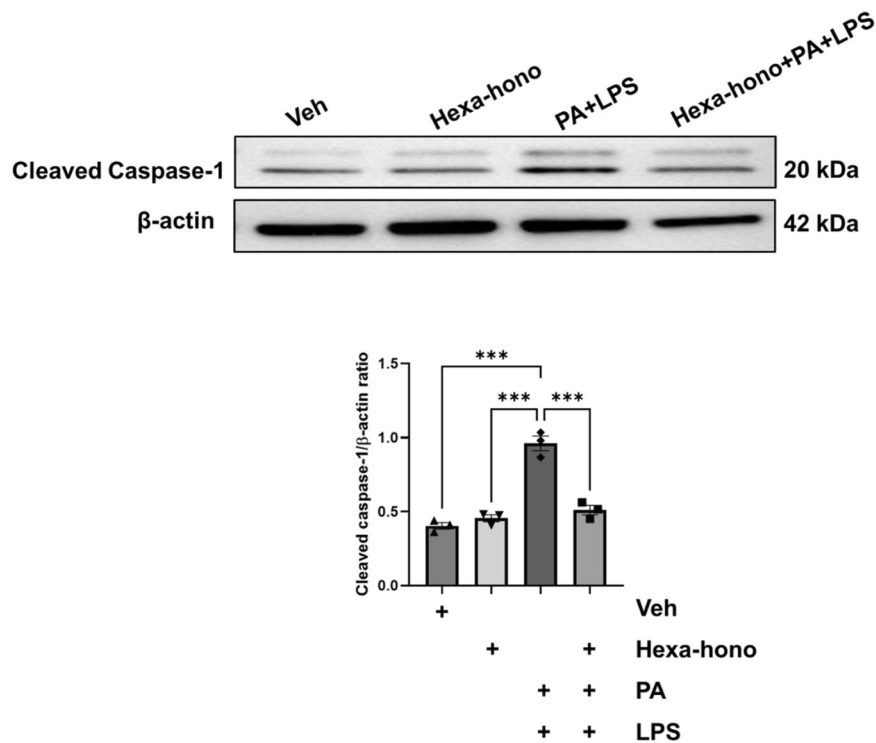 Veh Hexa-hono PA+LPS Hexa-hono+PA+LPS
Cleaved Caspase-1 20 kDa
β-actin 42 kDa
Cleaved caspase-1/β-actin ratio
1.5
1.0
0.5
0.0
***
*** ***
+ Veh
+ + Hexa-hono
+ + PA
+ + LPS